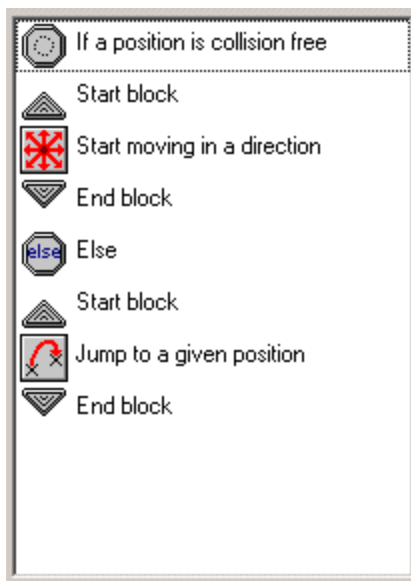 If a position is collision free
Start block
Start moving in a direction
End block
else Else
Start block
Jump to a given position
End block